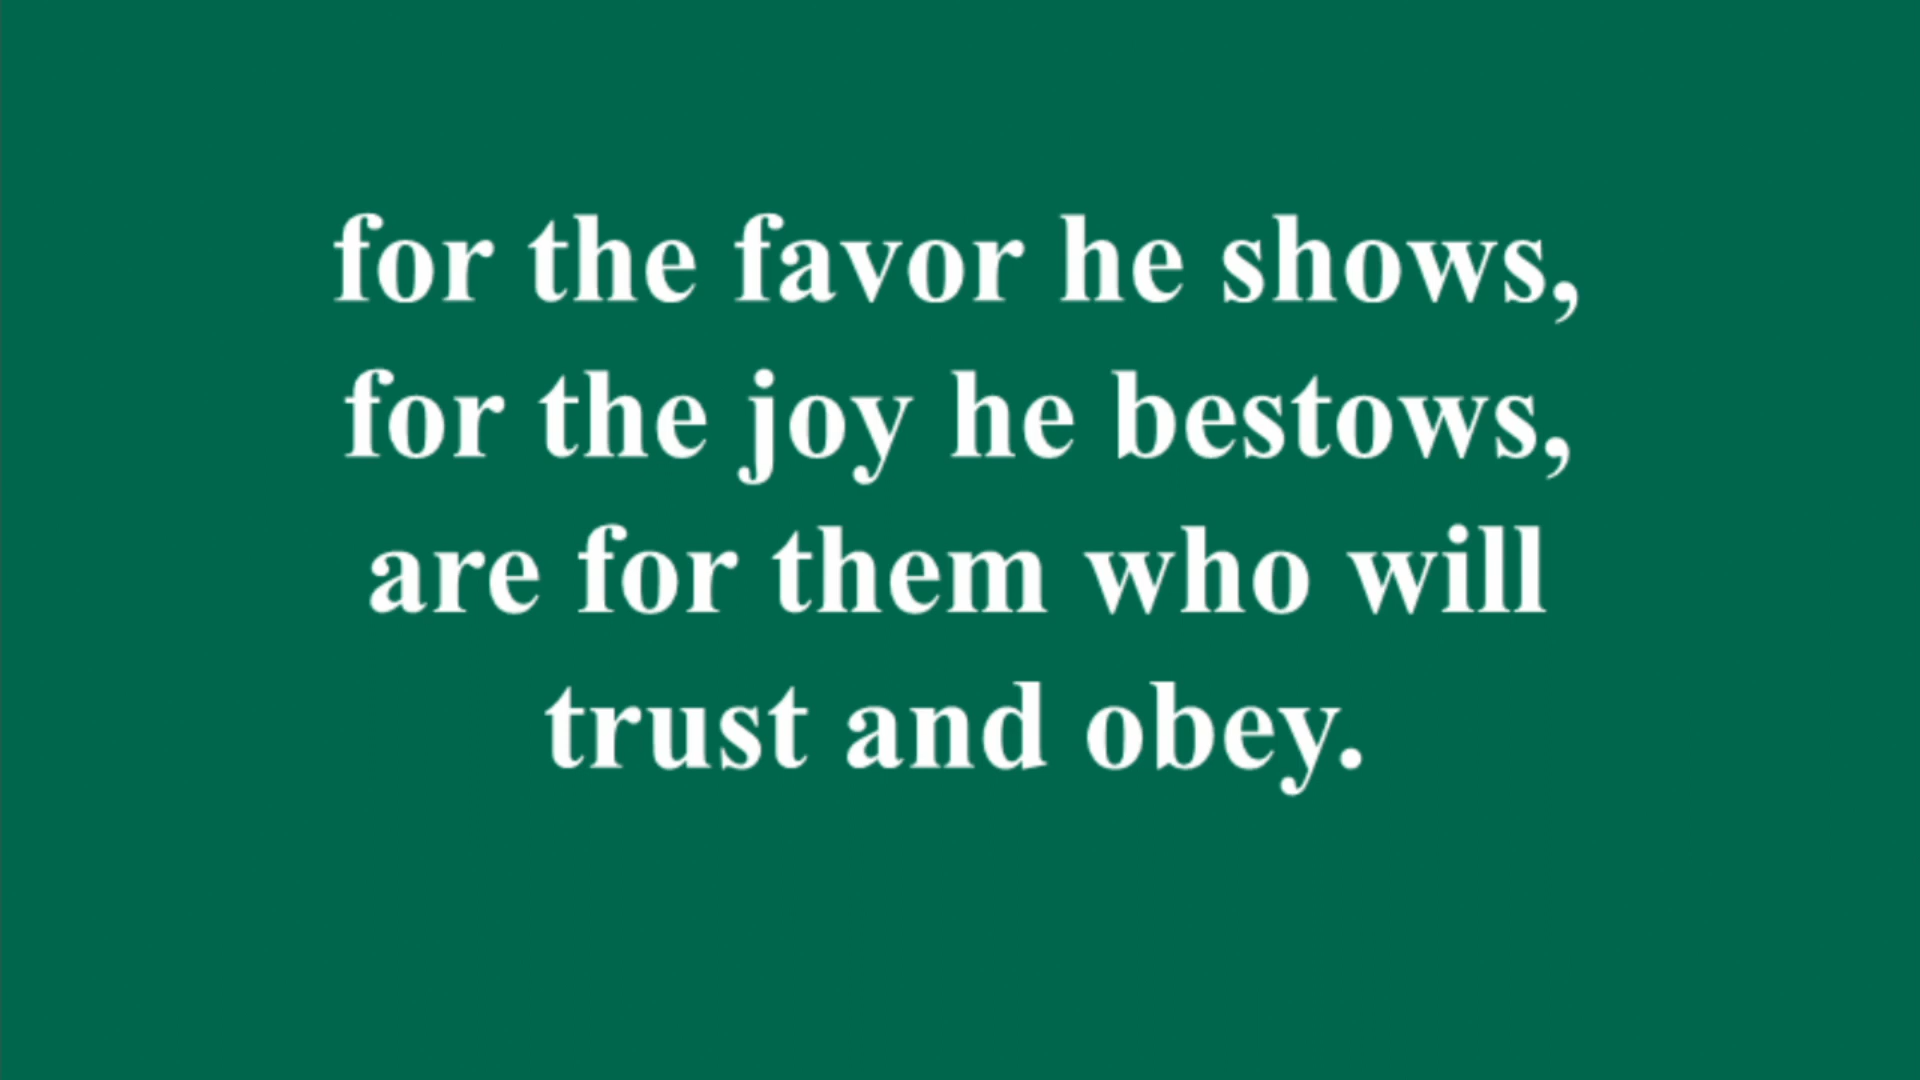 for the favor he shows,
for the joy he bestows,
are for them who will
trust and obey.